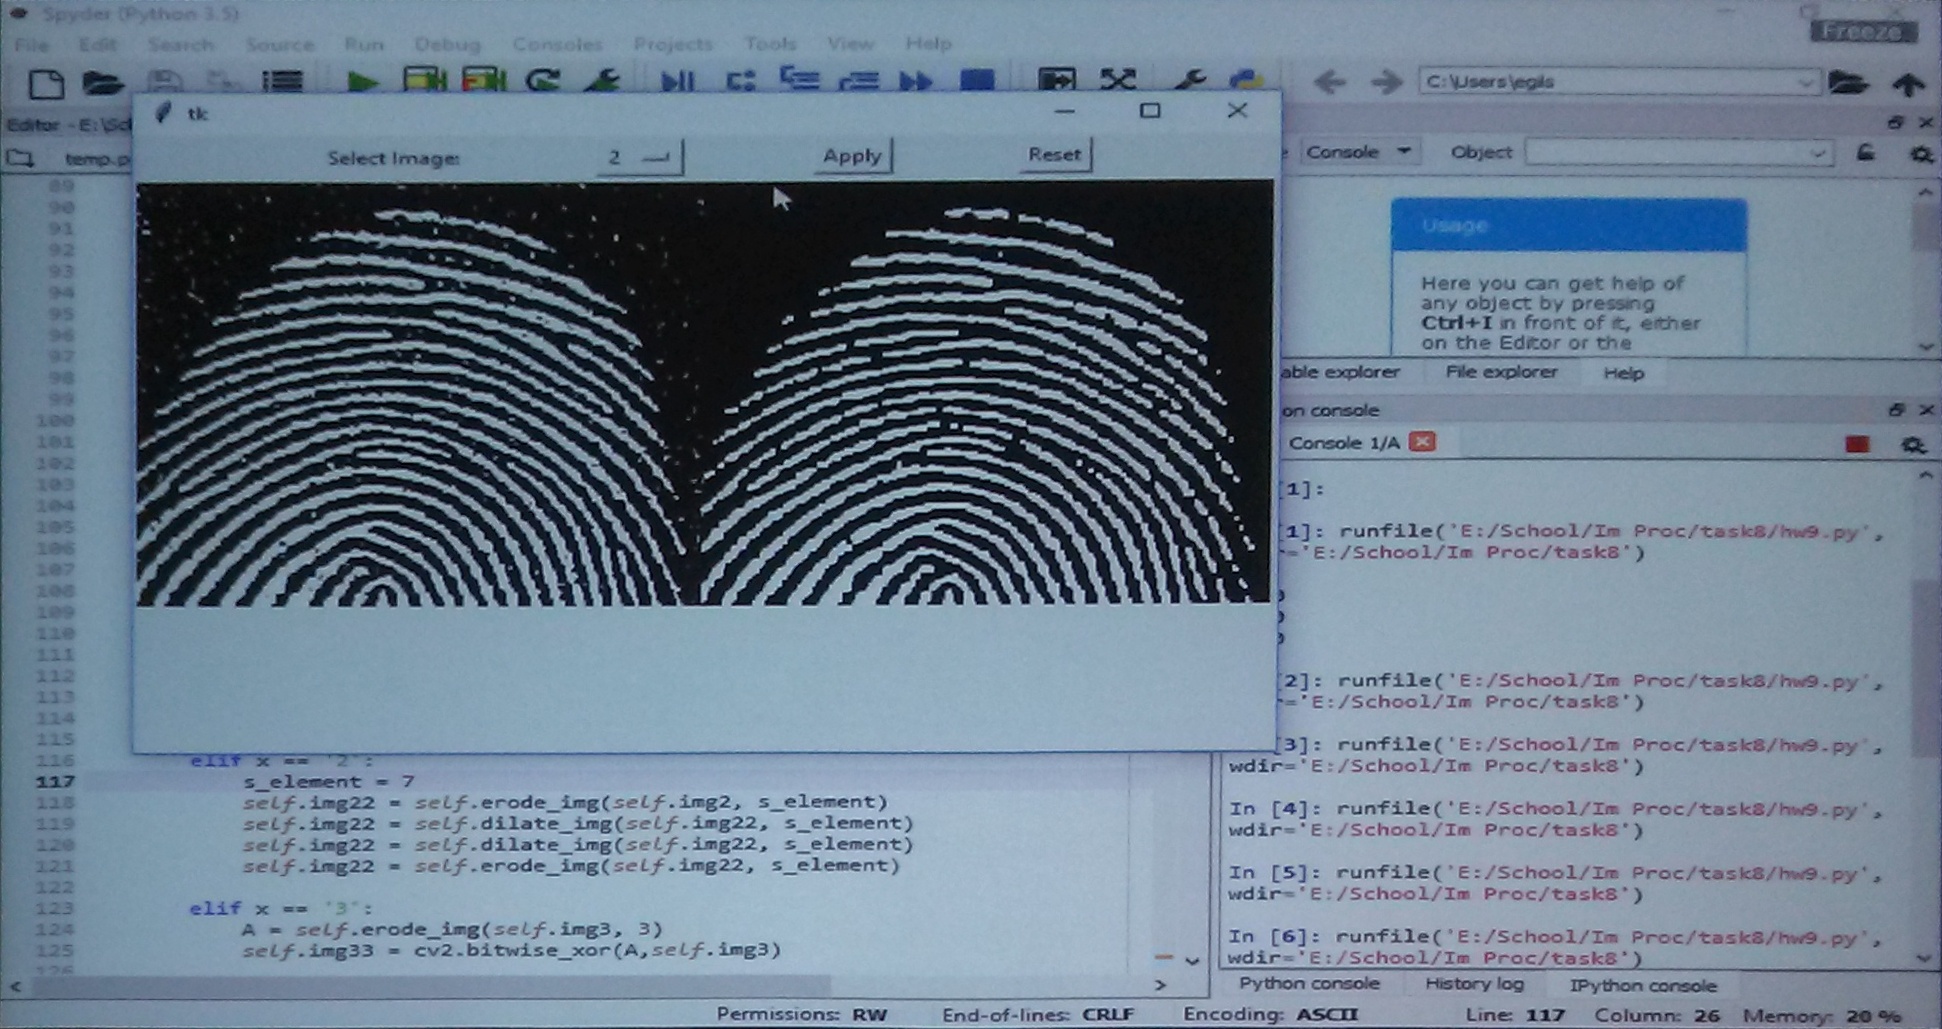 Spyder (Python 3.5)
File Edit Search Source Run Debug Consoles Projects Tools View Help
Freeze
C:\Users\egils
Editor - E:\Sc
tk
temp.p
Select Image: 2 Apply Reset
Console Object
Usage
Here you can get help of
any object by pressing
Ctrl+I in front of it, either
on the Editor or the
able explorer File explorer Help
on console
Console 1/A
[1]:
[1]: runfile('E:/School/Im Proc/task8/hw9.py',
='E:/School/Im Proc/task8')
[2]: runfile('E:/School/Im Proc/task8/hw9.py',
='E:/School/Im Proc/task8')
[3]: runfile('E:/School/Im Proc/task8/hw9.py',
wdir='E:/School/Im Proc/task8')
In [4]: runfile('E:/School/Im Proc/task8/hw9.py',
wdir='E:/School/Im Proc/task8')
In [5]: runfile('E:/School/Im Proc/task8/hw9.py',
wdir='E:/School/Im Proc/task8')
In [6]: runfile('E:/School/Im Proc/task8/hw9.py',
wdir='E:/School/Im Proc/task8')
Python console History log IPython console
89
90
91
92
93
94
95
96
97
98
99
100
101
102
103
104
105
106
107
108
109
110
111
112
113
114
115
116 elif x == '2':
117 s_element = 7
118 self.img22 = self.erode_img(self.img2, s_element)
119 self.img22 = self.dilate_img(self.img22, s_element)
120 self.img22 = self.dilate_img(self.img22, s_element)
121 self.img22 = self.erode_img(self.img22, s_element)
122
123 elif x == '3':
124 A = self.erode_img(self.img3, 3)
125 self.img33 = cv2.bitwise_xor(A,self.img3)
126
Permissions: RW End-of-lines: CRLF Encoding: ASCII Line: 117 Column: 26 Memory: 20 %